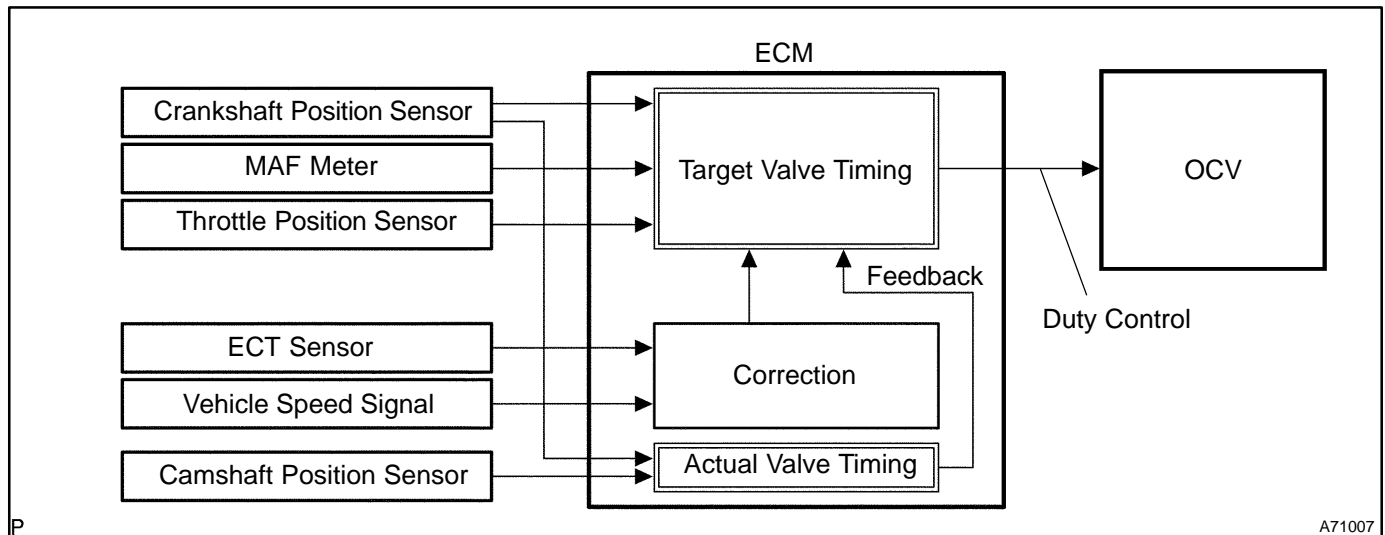 ECM
Crankshaft Position Sensor
MAF Meter
Throttle Position Sensor
Target Valve Timing
OCV
Feedback
Duty Control
ECT Sensor
Vehicle Speed Signal
Correction
Camshaft Position Sensor
Actual Valve Timing
P
A71007